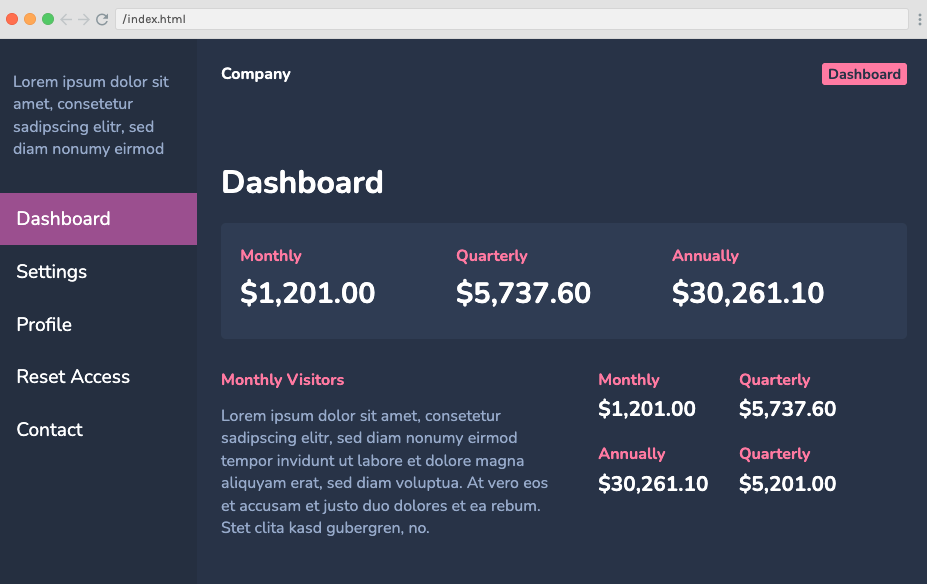 /index.html
Lorem ipsum dolor sit
amet, consetetur
sadipscing elitr, sed
diam nonumy eirmod
Dashboard
Settings
Profile
Reset Access
Contact
Company
Dashboard
Dashboard
Monthly
$1,201.00
Quarterly
$5,737.60
Annually
$30,261.10
Monthly Visitors
Lorem ipsum dolor sit amet, consetetur
sadipscing elitr, sed diam nonumy eirmod
tempor invidunt ut labore et dolore magna
aliquyam erat, sed diam voluptua. At vero eos
et accusam et justo duo dolores et ea rebum.
Stet clita kasd gubergren, no.
Monthly
$1,201.00
Quarterly
$5,737.60
Annually
$30,261.10
Quarterly
$5,201.00